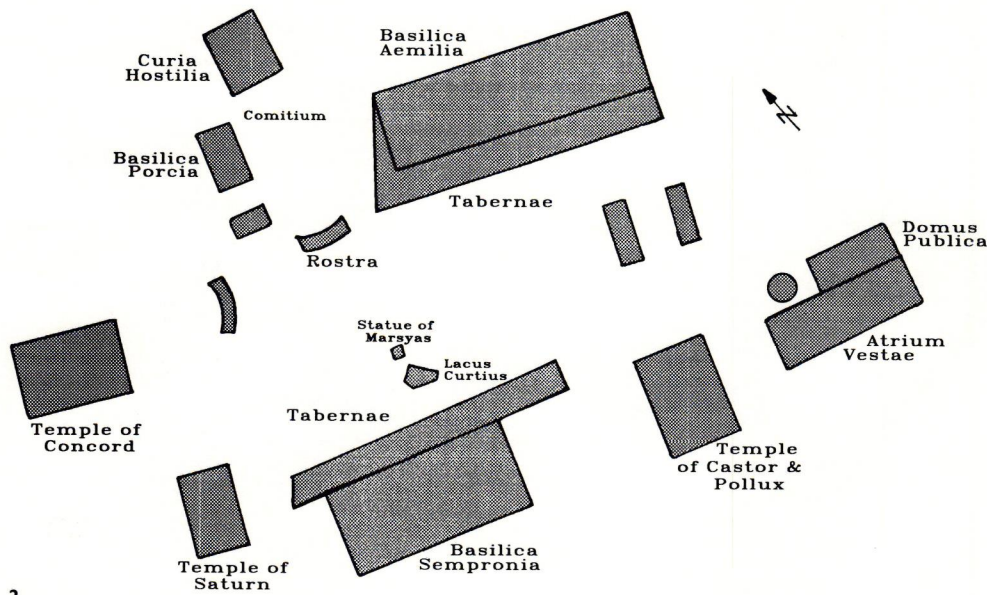 Basilica
Aemilia
Curia
Hostilia
Comitium
Basilica
Porcia
Tabernae
Domus
Publica
Rostra
N
Statue of
Marsyas
Atrium
Vestae
Lacus
Curtius
Tabernae
Temple of
Concord
Temple
of Castor &
Pollux
Basilica
Sempronia
Temple of
Saturn